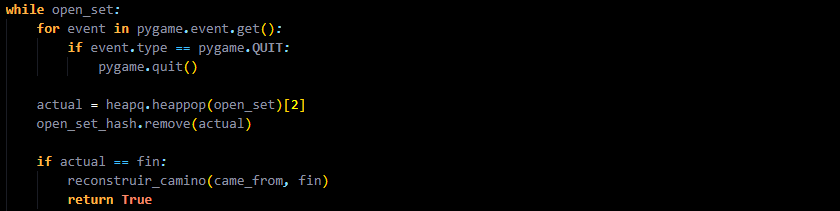 while open_set:
    for event in pygame.event.get():
        if event.type == pygame.QUIT:
            pygame.quit()
    actual = heapq.heappop(open_set)[2]
    open_set_hash.remove(actual)
    if actual == fin:
        reconstruir_camino(came_from, fin)
        return True